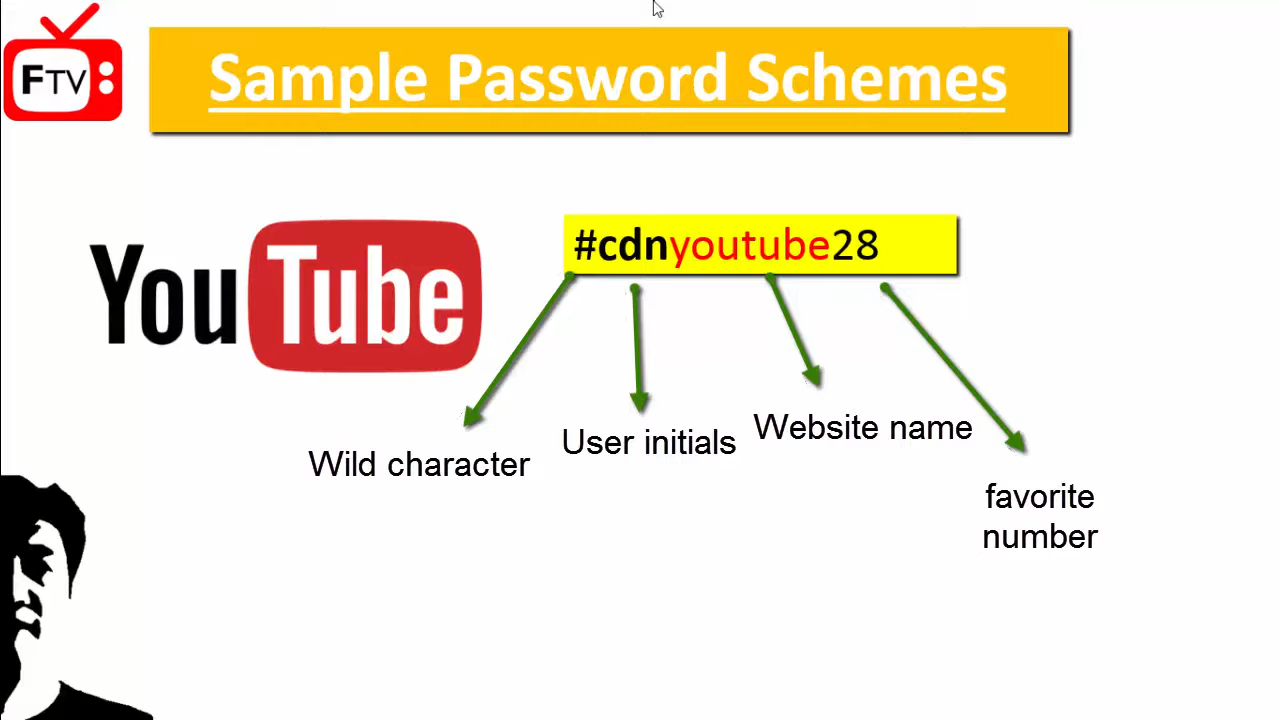 FTV
Sample Password Schemes
YouTube
#cdnyoutube28
Wild character
User initials
Website name
favorite
number